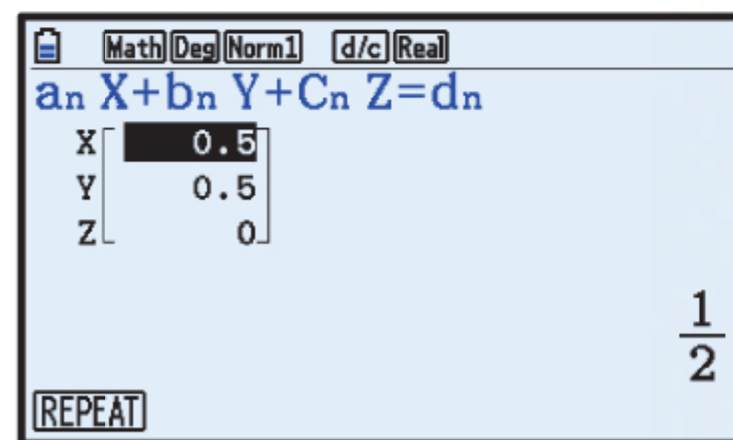 Math Deg Norm1 d/c Real
an X+bn Y+Cn Z=dn
X 0.5
Y 0.5
Z 0
1
2
REPEAT